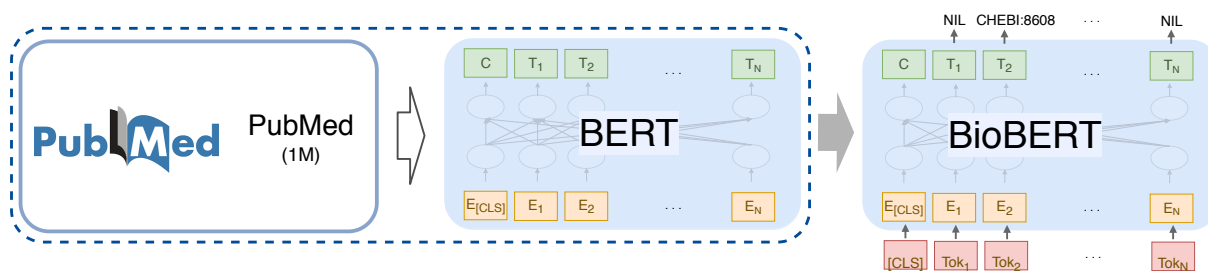 NIL CHEBI:8608 ... NIL
C T1 T2 ... TN
C T1 T2 ... TN
PubMed
PubMed
(1M)
BERT
BioBERT
E[CLS] E1 E2 ... EN
E[CLS] E1 E2 ... EN
[CLS] Tok1 Tok2 ... TokN